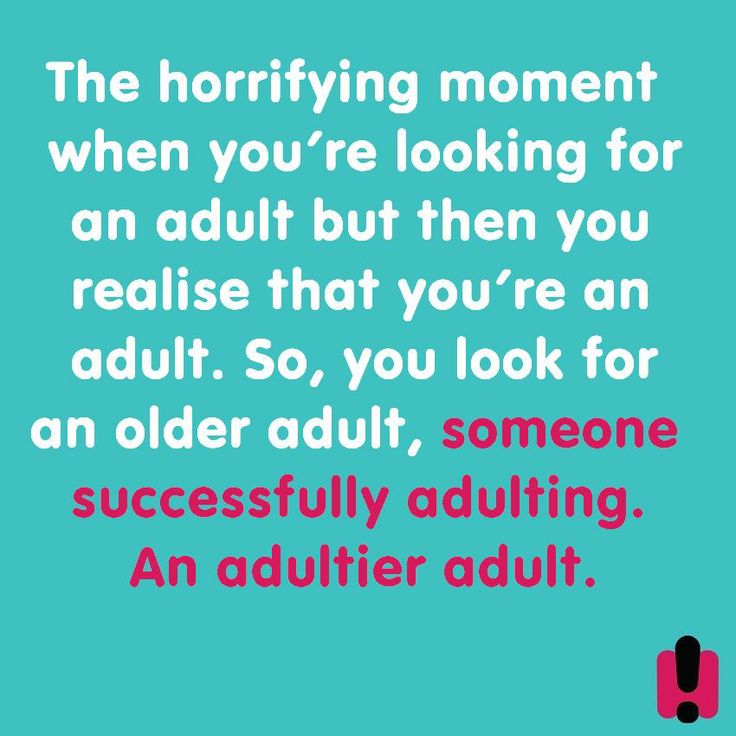 The horrifying moment
when you′re looking for
an adult but then you
realise that you′re an
adult. So, you look for
an older adult, someone
successfully adulting.
An adultier adult.